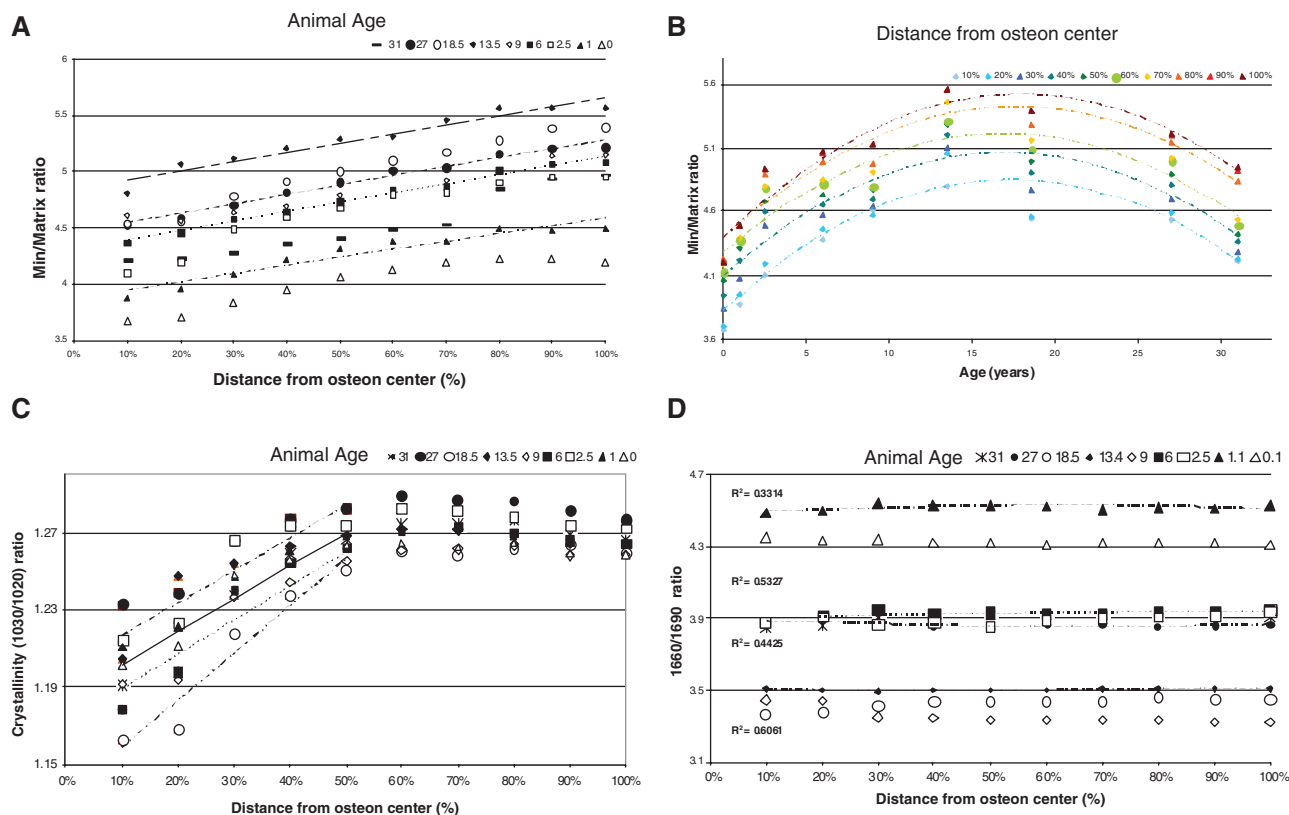 A
Animal Age
31 27 18.5 13.5 9 6 2.5 1 0
Min/Matrix ratio
6
5.5
5
4.5
4
3.5
0% 10% 20% 30% 40% 50% 60% 70% 80% 90% 100%
Distance from osteon center (%)
B
Distance from osteon center
10% 20% 30% 40% 50% 60% 70% 80% 90% 100%
Min/Matrix ratio
5.6
5.1
4.6
4.1
3.6
0 5 10 15 20 25 30
Age (years)
C
Animal Age
31 27 18.5 13.5 9 6 2.5 1 0
Crystallinity (1030/1020) ratio
1.27
1.23
1.19
1.15
0% 10% 20% 30% 40% 50% 60% 70% 80% 90% 100%
Distance from osteon center (%)
D
Animal Age
31 27 18.5 13.4 9 6 2.5 1.1 0.1
1660/1690 ratio
4.7
R² = 0.3314
4.3
R² = 0.5327
3.9
R² = 0.4425
3.5
R² = 0.6061
3.1
0% 10% 20% 30% 40% 50% 60% 70% 80% 90% 100%
Distance from osteon center (%)